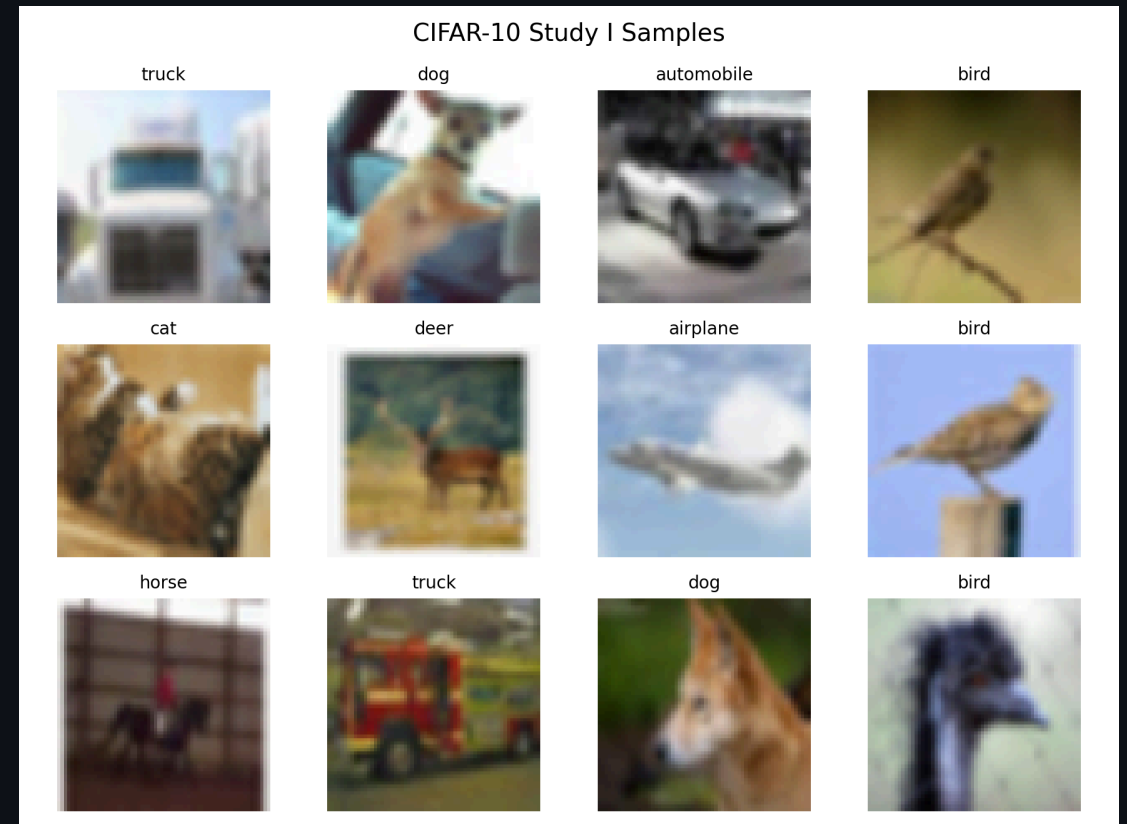 CIFAR-10 Study I Samples
truck dog automobile bird
cat deer airplane bird
horse truck dog bird